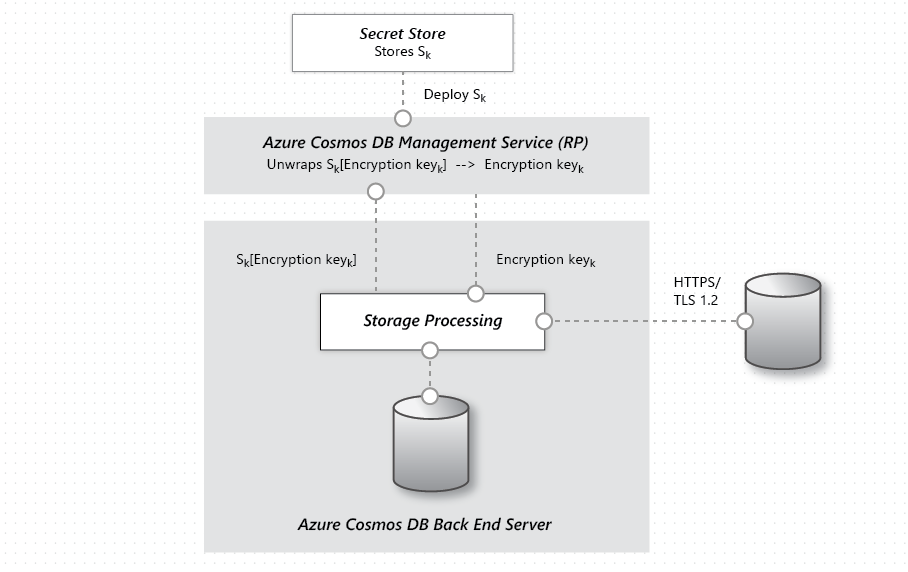 Secret Store
Stores Sk
Deploy Sk
Azure Cosmos DB Management Service (RP)
Unwraps Sk[Encryption keyk] --> Encryption keyk
Sk[Encryption keyk]
Encryption keyk
HTTPS/
TLS 1.2
Storage Processing
Azure Cosmos DB Back End Server